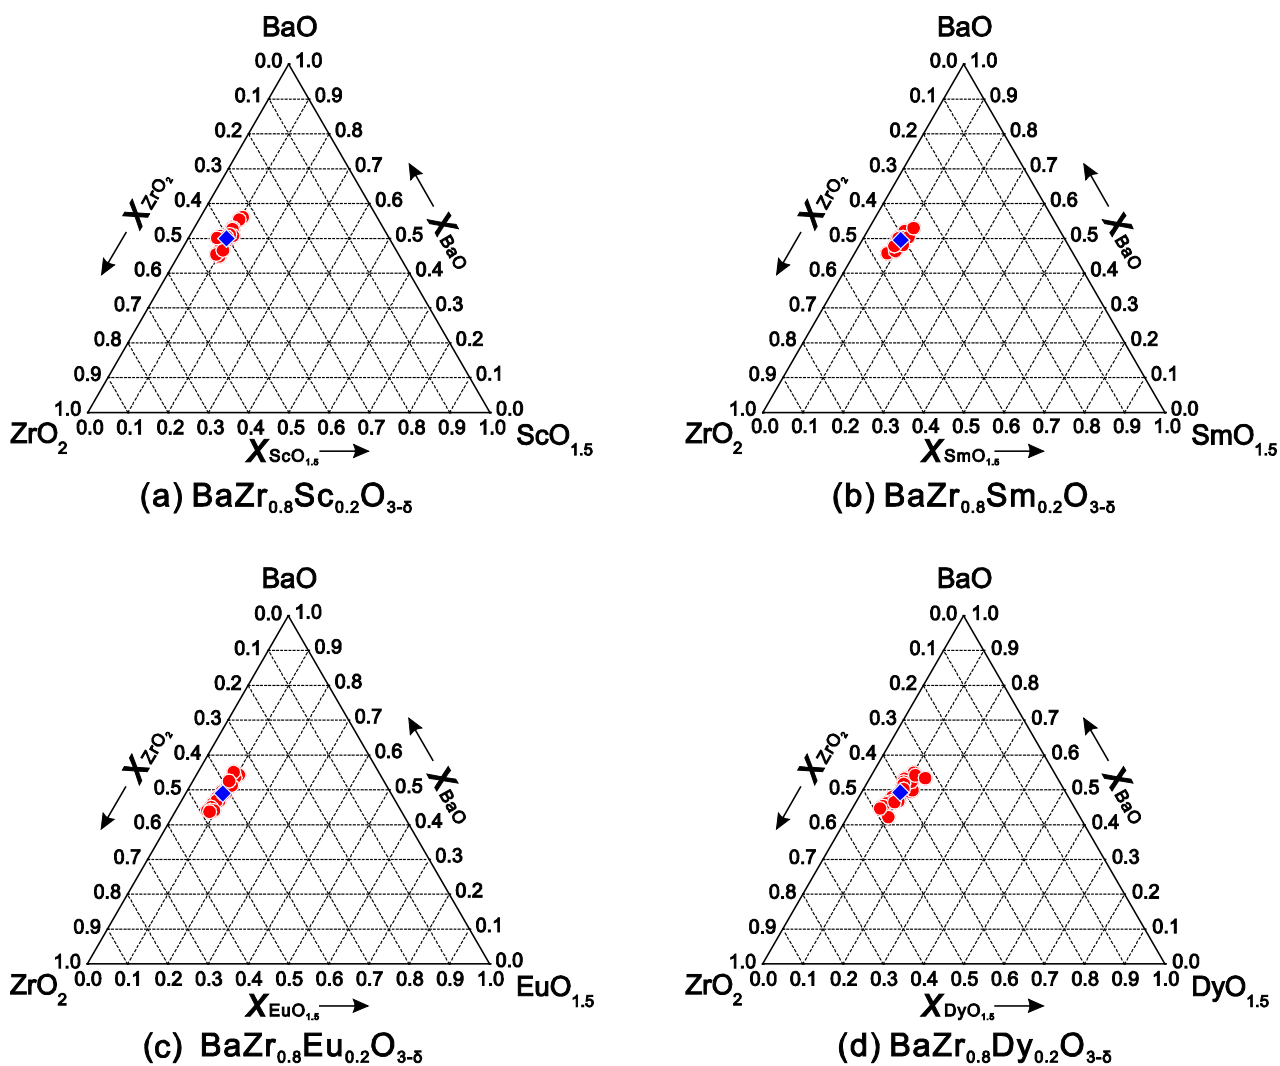 BaO BaO
0.0 1.0 0.0 1.0
0.1 0.9 0.1 0.9
0.2 0.8 0.2 0.8
0.3 0.7 0.3 0.7
XZrO2 XZrO2
0.4 0.6 0.4 0.6
XBaO XBaO
0.5 0.5 0.5 0.5
0.6 0.4 0.6 0.4
0.7 0.3 0.7 0.3
0.8 0.2 0.8 0.2
0.9 0.1 0.9 0.1
1.0 0.0 1.0 0.0
ZrO2 0.0 0.1 0.2 0.3 0.4 0.5 0.6 0.7 0.8 0.9 1.0 ScO1.5 ZrO2 0.0 0.1 0.2 0.3 0.4 0.5 0.6 0.7 0.8 0.9 1.0 SmO1.5
XScO1.5 XSmO1.5
(a) BaZr0.8Sc0.2O3-δ (b) BaZr0.8Sm0.2O3-δ
BaO BaO
0.0 1.0 0.0 1.0
0.1 0.9 0.1 0.9
0.2 0.8 0.2 0.8
0.3 0.7 0.3 0.7
XZrO2 XZrO2
0.4 0.6 0.4 0.6
XBaO XBaO
0.5 0.5 0.5 0.5
0.6 0.4 0.6 0.4
0.7 0.3 0.7 0.3
0.8 0.2 0.8 0.2
0.9 0.1 0.9 0.1
1.0 0.0 1.0 0.0
ZrO2 0.0 0.1 0.2 0.3 0.4 0.5 0.6 0.7 0.8 0.9 1.0 EuO1.5 ZrO2 0.0 0.1 0.2 0.3 0.4 0.5 0.6 0.7 0.8 0.9 1.0 DyO1.5
XEuO1.5 XDyO1.5
(c) BaZr0.8Eu0.2O3-δ (d) BaZr0.8Dy0.2O3-δ